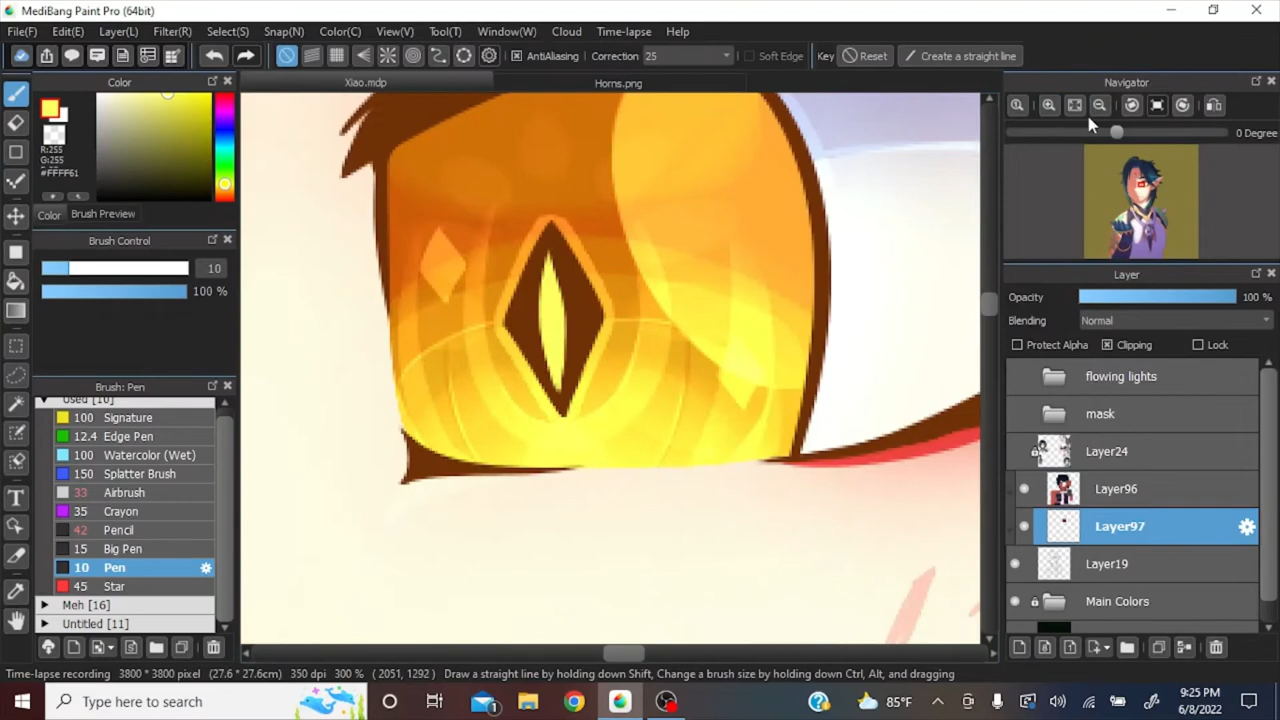 MediBang Paint Pro (64bit)
File(F) Edit(E) Layer(L) Filter(R) Select(S) Snap(N) Color(C) View(V) Tool(T) Window(W) Cloud Time-lapse Help
AntiAliasing Correction 25 Soft Edge Key Reset Create a straight line
Color
R:255
G:255
#FFFF61
Color Brush Preview
Brush Control
10
100 %
Brush: Pen
Used [10]
100 Signature
12.4 Edge Pen
100 Watercolor (Wet)
150 Splatter Brush
33 Airbrush
35 Crayon
42 Pencil
15 Big Pen
10 Pen
45 Star
Meh [16]
Untitled [11]
Xiao.mdp Horns.png
Navigator
0 Degree
Layer
Opacity 100 %
Blending Normal
Protect Alpha Clipping Lock
flowing lights
mask
Layer24
Layer96
Layer97
Layer19
Main Colors
Time-lapse recording 3800 * 3800 pixel (27.6 * 27.6cm) 350 dpi 300 % ( 2051, 1292 ) Draw a straight line by holding down Shift, Change a brush size by holding down Ctrl, Alt, and dragging
Type here to search
1
85°F
9:25 PM
6/8/2022